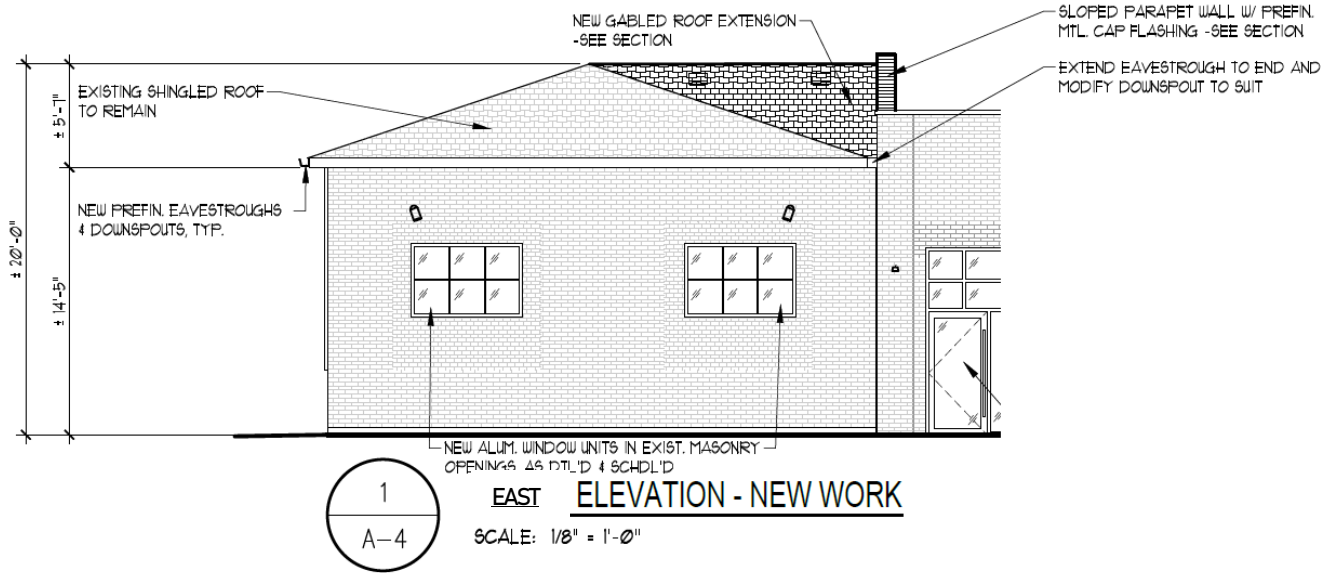 NEW GABLED ROOF EXTENSION
-SEE SECTION
SLOPED PARAPET WALL W/ PREFIN.
MTL. CAP FLASHING -SEE SECTION
EXTEND EAVESTROUGH TO END AND
MODIFY DOWNSPOUT TO SUIT
EXISTING SHINGLED ROOF
TO REMAIN
± 5'-7"
NEW PREFIN. EAVESTROUGHS
& DOWNSPOUTS, TYP.
± 20'-0"
± 14'-5"
NEW ALUM. WINDOW UNITS IN EXIST. MASONRY
OPENINGS AS DTL'D & SCHDL'D
1
A-4
EAST ELEVATION - NEW WORK
SCALE: 1/8" = 1'-0"